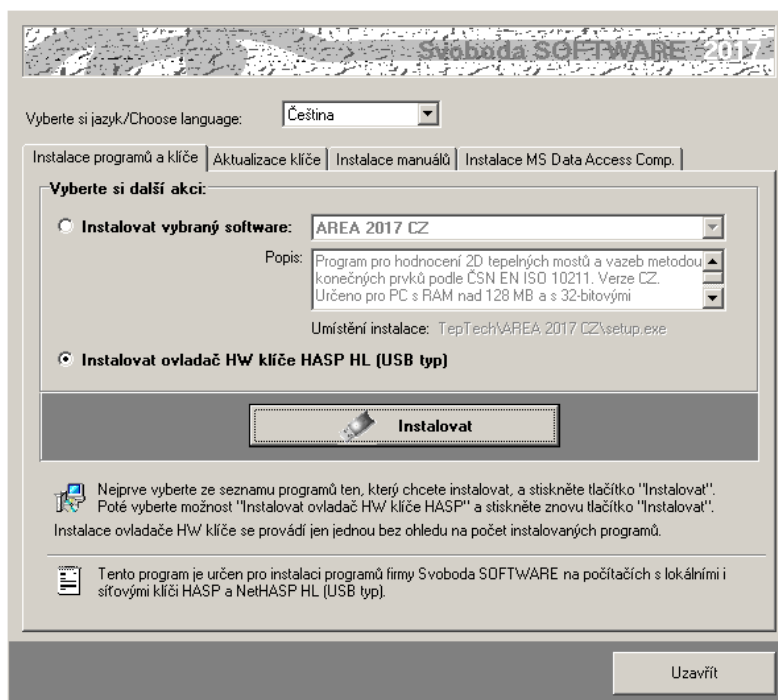 Svoboda SOFTWARE 2017
Vyberte si jazyk/Choose language: Čeština
Instalace programů a klíče Aktualizace klíče Instalace manuálů Instalace MS Data Access Comp.
Vyberte si další akci:
Instalovat vybraný software: AREA 2017 CZ
Popis: Program pro hodnocení 2D tepelných mostů a vazeb metodou
konečných prvků podle ČSN EN ISO 10211. Verze CZ.
Určeno pro PC s RAM nad 128 MB a s 32-bitovými
Umístění instalace: TepTech\AREA 2017 CZ\setup.exe
Instalovat ovladač HW klíče HASP HL (USB typ)
Instalovat
Nejprve vyberte ze seznamu programů ten, který chcete instalovat, a stiskněte tlačítko "Instalovat".
Poté vyberte možnost "Instalovat ovladač HW klíče HASP" a stiskněte znovu tlačítko "Instalovat".
Instalace ovladače HW klíče se provádí jen jednou bez ohledu na počet instalovaných programů.
Tento program je určen pro instalaci programů firmy Svoboda SOFTWARE na počítačích s lokálními i
síťovými klíči HASP a NetHASP HL (USB typ).
Uzavřít